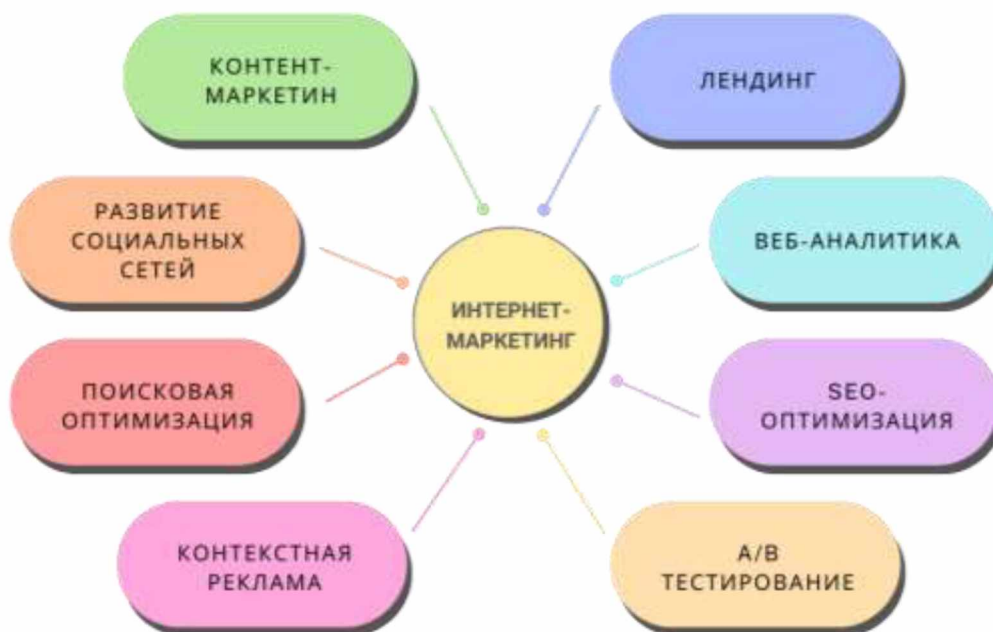 КОНТЕНТ-
МАРКЕТИН
ЛЕНДИНГ
РАЗВИТИЕ
СОЦИАЛЬНЫХ
СЕТЕЙ
ВЕБ-АНАЛИТИКА
ИНТЕРНЕТ-
МАРКЕТИНГ
ПОИСКОВАЯ
ОПТИМИЗАЦИЯ
SEO-
ОПТИМИЗАЦИЯ
КОНТЕКСТНАЯ
РЕКЛАМА
A/B
ТЕСТИРОВАНИЕ